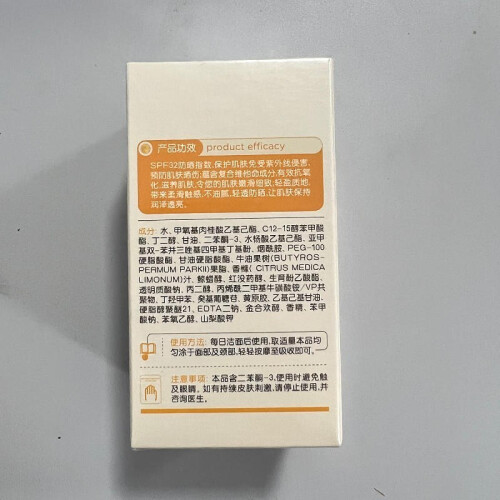 产品功效 product efficacy
SPF32防晒指数,保护肌肤免受紫外线侵害,
预防肌肤晒伤;蕴含复合维他命成分,有效抗氧
化,滋养肌肤,令您的肌肤嫩滑细致;轻盈质地,
带来柔滑触感,不油腻,轻透防晒,让肌肤保持
润泽透亮。
成分: 水、甲氧基肉桂酸乙基己酯、C12-15醇苯甲酸
酯、丁二醇、甘油、二苯酮-3、水杨酸乙基己酯、亚甲
基双-苯并三唑基四甲基丁基酚、烟酰胺、PEG-100
硬脂酸酯、甘油硬脂酸酯、牛油果树(BUTYROS-
PERMUM PARKII)果脂、香橼( CITRUS MEDICA
LIMONUM)汁、鲸蜡醇、红没药醇、生育酚乙酸酯、
透明质酸钠、丙二醇、丙烯酰二甲基牛磺酸铵/VP共
聚物、丁羟甲苯、癸基葡糖苷、黄原胶、乙基己基甘油、
硬脂醇聚醚21、EDTA二钠、金合欢醇、香精、苯甲
酸钠、苯氧乙醇、山梨酸钾
使用方法: 每日洁面后使用,取适量本品均
匀涂于面部及颈部,轻轻按摩至吸收即可。
注意事项: 本品含二苯酮-3,使用时避免触
及眼睛。如有持续皮肤刺激,请停止使用,并
咨询医生。